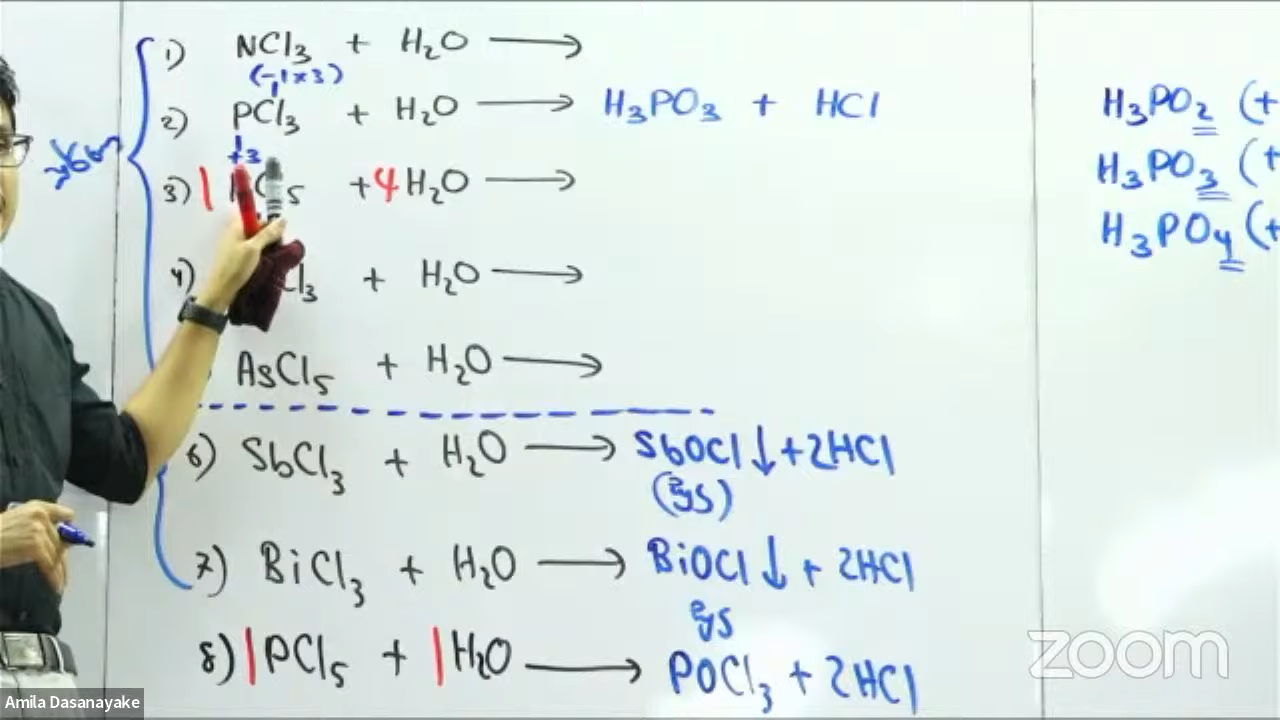 1) NCl₃ + H₂O ⟶
(-1×3)
2) PCl₃ + H₂O ⟶ H₃PO₃ + HCl
+3
3) 1 Cl₅ + 4 H₂O ⟶
4) Cl₃ + H₂O ⟶
AsCl₅ + H₂O ⟶
6) SbCl₃ + H₂O ⟶ SbOCl↓ + 2HCl
7) BiCl₃ + H₂O ⟶ BiOCl↓ + 2HCl
8) 1 PCl₅ + 1 H₂O ⟶ POCl₃ + 2HCl
H₃PO₂ (+
H₃PO₃ (+
H₃PO₄ (+
zoom
Amila Dasanayake